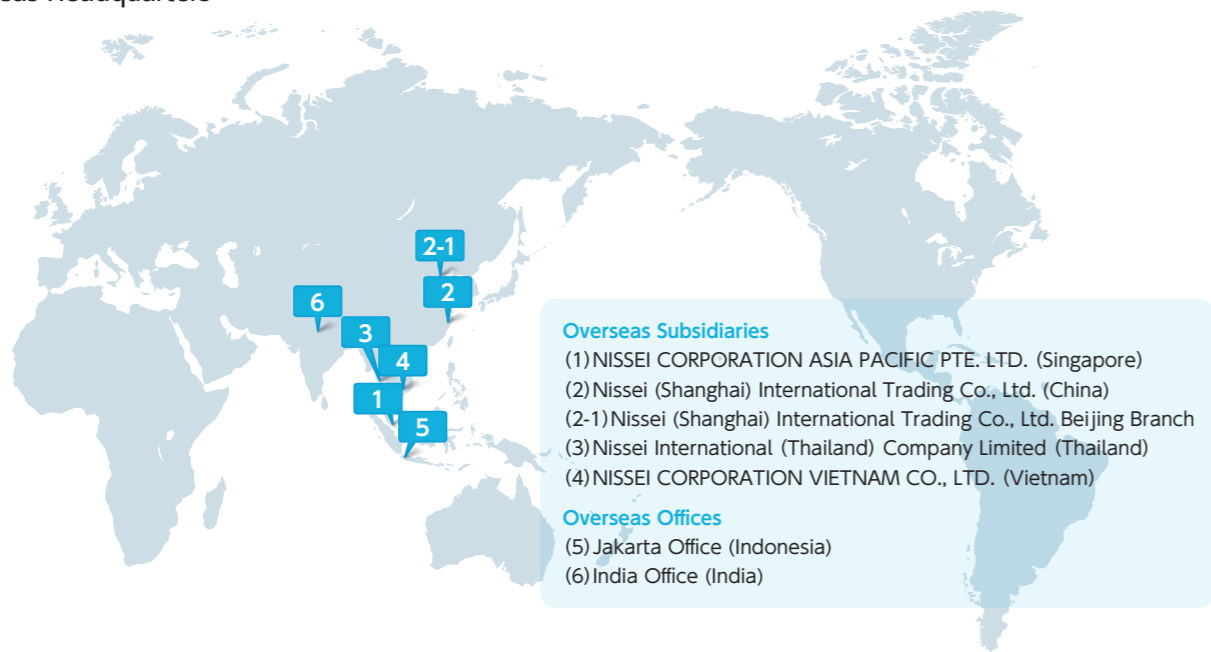 2-1
2
6
3
4
1
5
Overseas Subsidiaries
(1)NISSEI CORPORATION ASIA PACIFIC PTE. LTD. (Singapore)
(2)Nissei (Shanghai) International Trading Co., Ltd. (China)
(2-1)Nissei (Shanghai) International Trading Co., Ltd. Beijing Branch
(3)Nissei International (Thailand) Company Limited (Thailand)
(4)NISSEI CORPORATION VIETNAM CO., LTD. (Vietnam)
Overseas Offices
(5)Jakarta Office (Indonesia)
(6)India Office (India)